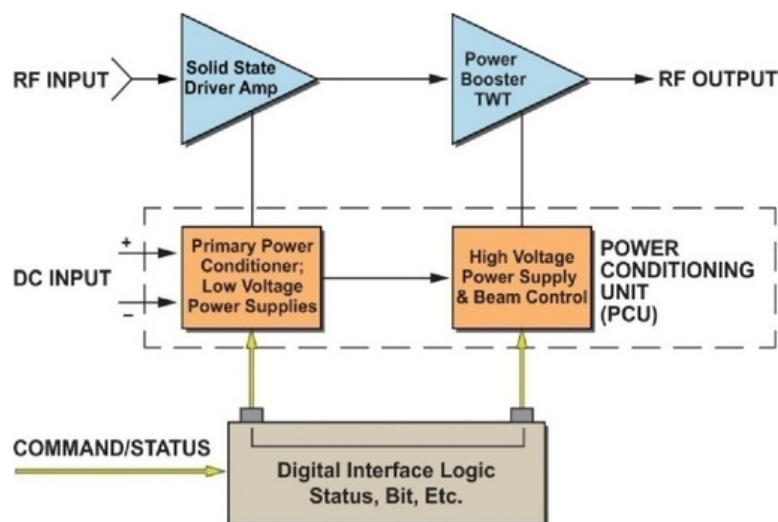 RF INPUT
Solid State
Driver Amp
Power
Booster
TWT
RF OUTPUT
DC INPUT
+
−
Primary Power
Conditioner;
Low Voltage
Power Supplies
High Voltage
Power Supply
& Beam Control
POWER
CONDITIONING
UNIT
(PCU)
COMMAND/STATUS
Digital Interface Logic
Status, Bit, Etc.